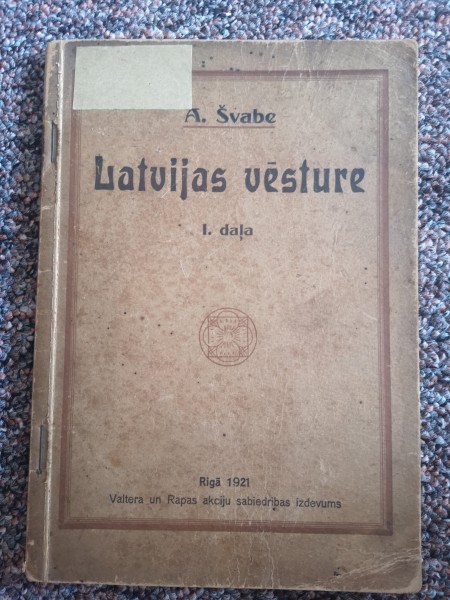 A. Švabe
Latvijas vēsture
I. daļa
Rīgā 1921
Valtera un Rapas akciju sabiedrības izdevums